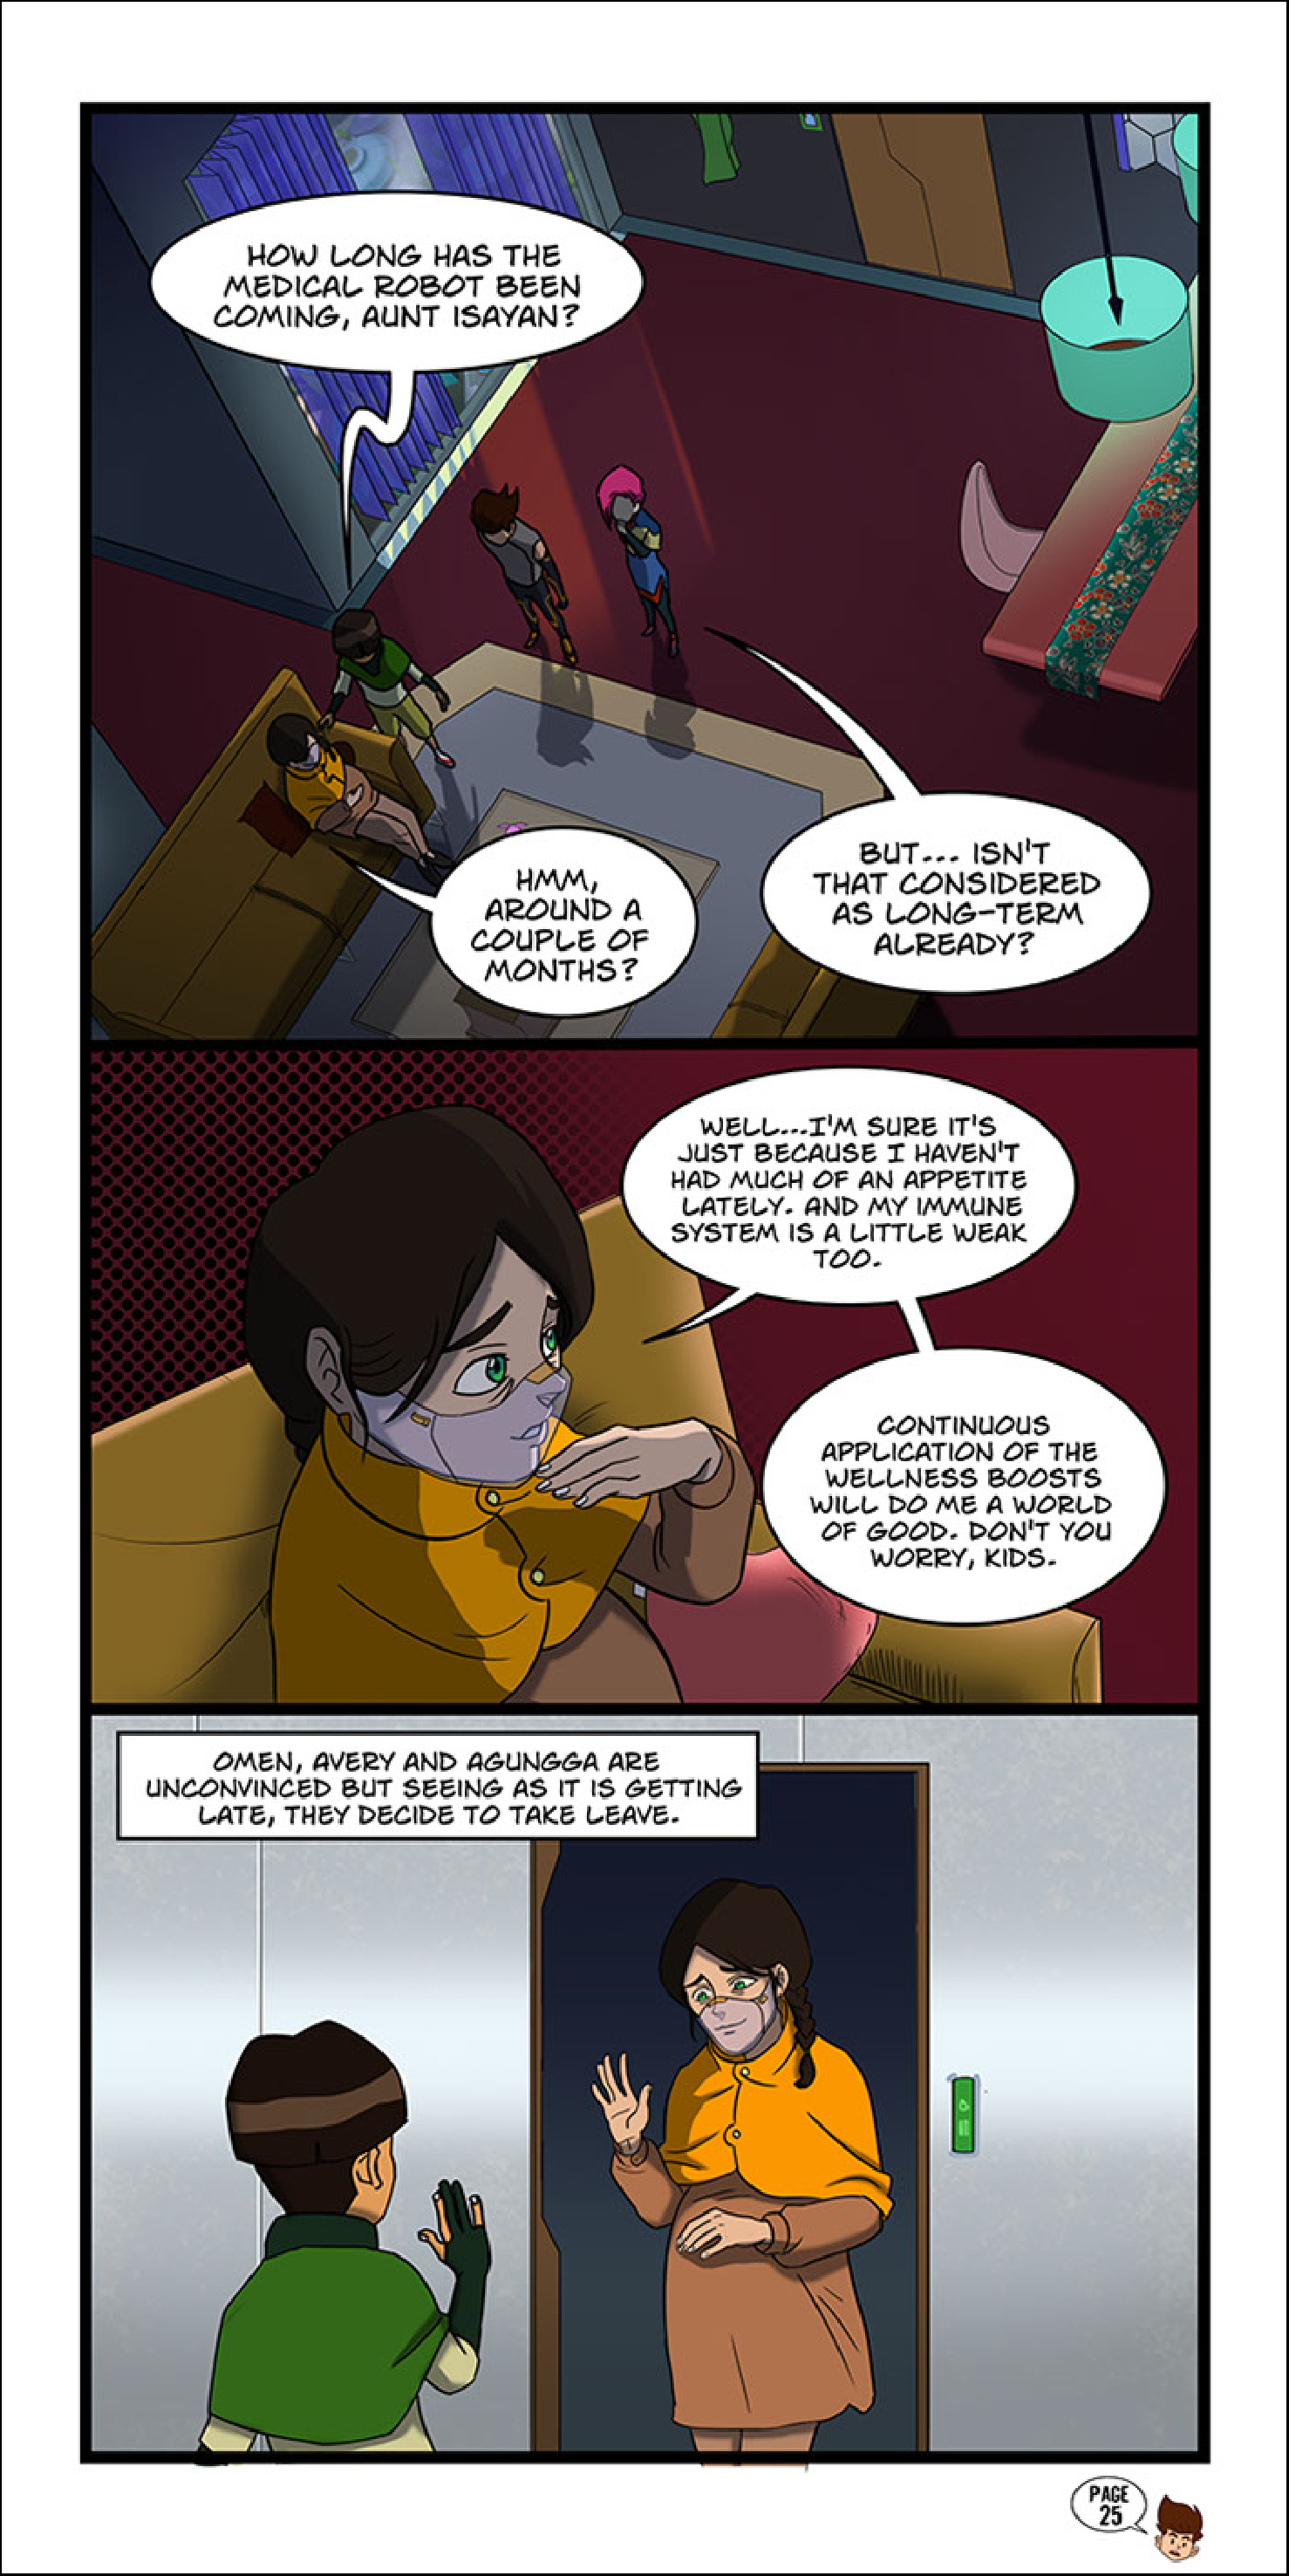 HOW LONG HAS THE
MEDICAL ROBOT BEEN
COMING, AUNT ISAYAN?
HMM,
AROUND A
COUPLE OF
MONTHS?
BUT... ISN'T
THAT CONSIDERED
AS LONG-TERM
ALREADY?
WELL...I'M SURE IT'S
JUST BECAUSE I HAVEN'T
HAD MUCH OF AN APPETITE
LATELY. AND MY IMMUNE
SYSTEM IS A LITTLE WEAK
TOO.
CONTINUOUS
APPLICATION OF THE
WELLNESS BOOSTS
WILL DO ME A WORLD
OF GOOD. DON'T YOU
WORRY, KIDS.
OMEN, AVERY AND AGUNGGA ARE
UNCONVINCED BUT SEEING AS IT IS GETTING
LATE, THEY DECIDE TO TAKE LEAVE.
PAGE
25